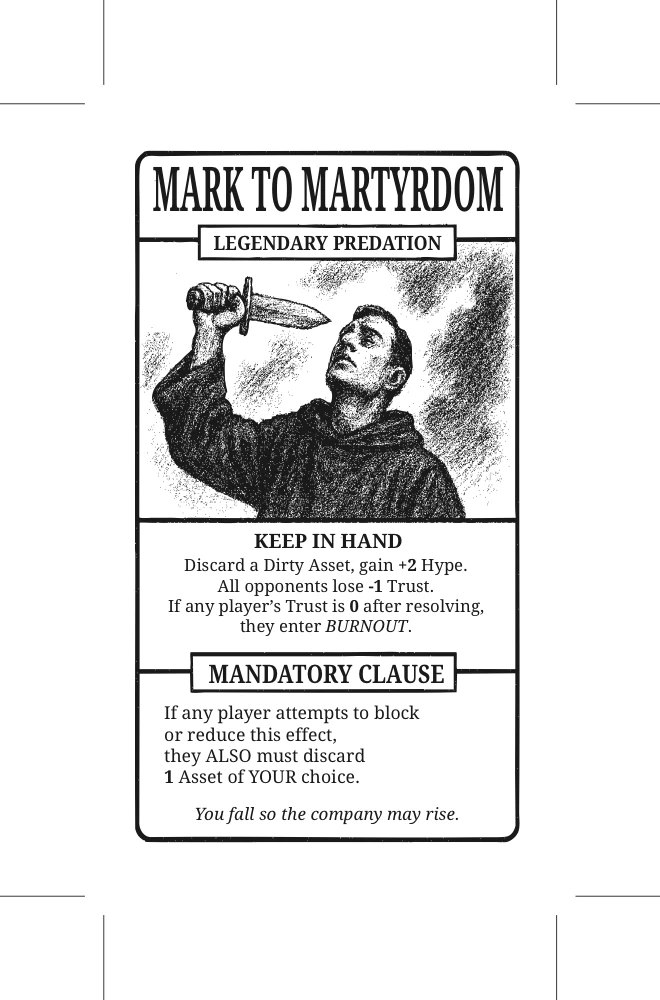 MARK TO MARTYRDOM
LEGENDARY PREDATION
KEEP IN HAND
Discard a Dirty Asset, gain +2 Hype.
All opponents lose -1 Trust.
If any player’s Trust is 0 after resolving,
they enter BURNOUT.
MANDATORY CLAUSE
If any player attempts to block
or reduce this effect,
they ALSO must discard
1 Asset of YOUR choice.
You fall so the company may rise.